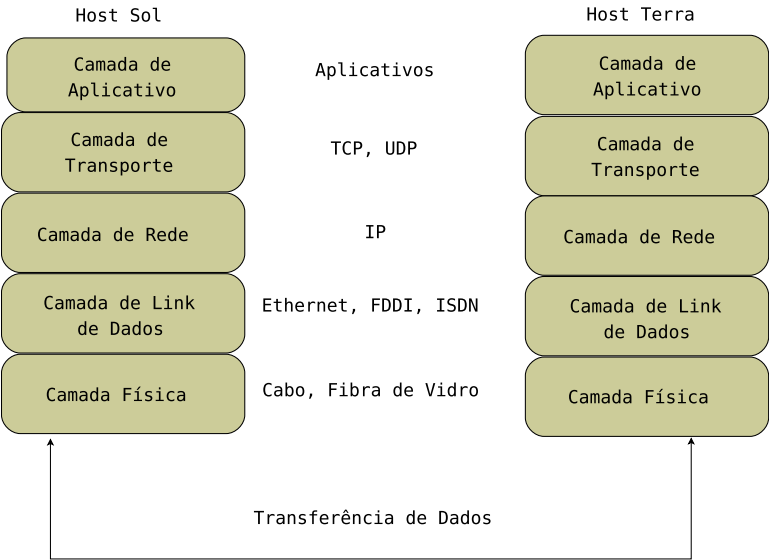 Host Sol
Host Terra
Camada de
Aplicativo
Aplicativos
Camada de
Aplicativo
Camada de
Transporte
TCP, UDP
Camada de
Transporte
Camada de Rede
IP
Camada de Rede
Camada de Link
de Dados
Ethernet, FDDI, ISDN
Camada de Link
de Dados
Camada Física
Cabo, Fibra de Vidro
Camada Física
Transferência de Dados